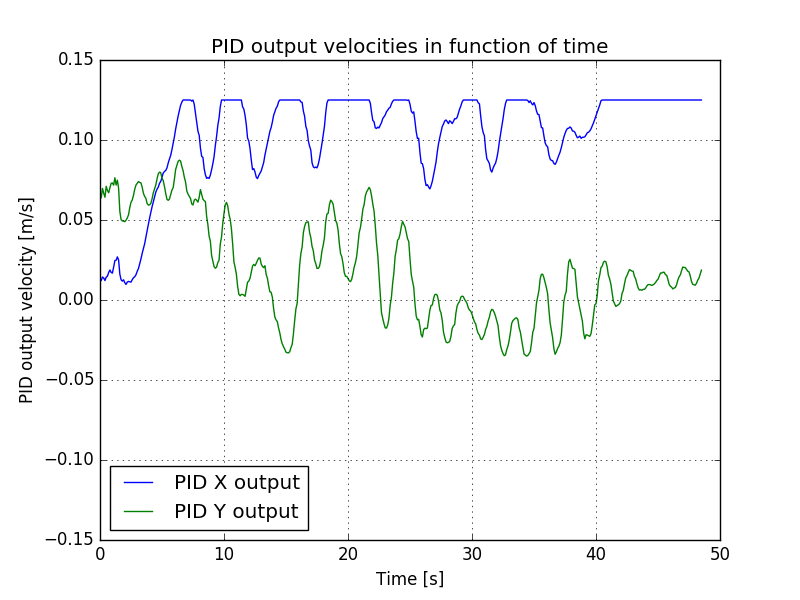 PID output velocities in function of time
PID output velocity [m/s]
0.15
0.10
0.05
0.00
−0.05
−0.10
−0.15
PID X output
PID Y output
0 10 20 30 40 50
Time [s]